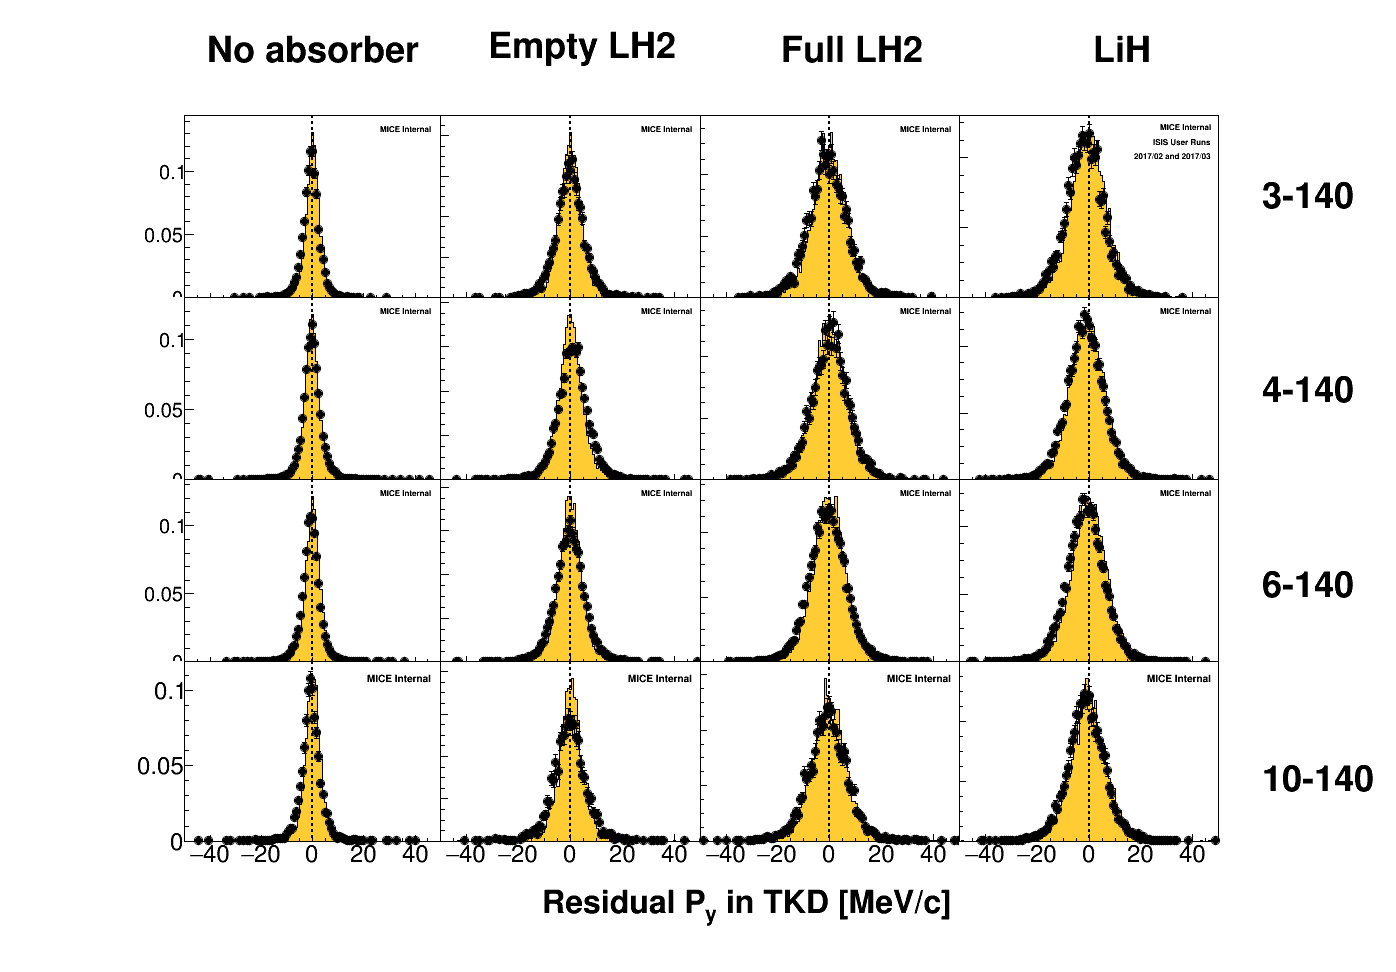 No absorber Empty LH2 Full LH2 LiH
MICE Internal MICE Internal MICE Internal MICE Internal
ISIS User Runs
2017/02 and 2017/03
0.1
0.05
0
3-140
MICE Internal MICE Internal MICE Internal MICE Internal
0.1
0.05
0
4-140
MICE Internal MICE Internal MICE Internal MICE Internal
0.1
0.05
0
6-140
MICE Internal MICE Internal MICE Internal MICE Internal
0.1
0.05
0
10-140
−40 −20 0 20 40 −40 −20 0 20 40 −40 −20 0 20 40 −40 −20 0 20 40
Residual Py in TKD [MeV/c]